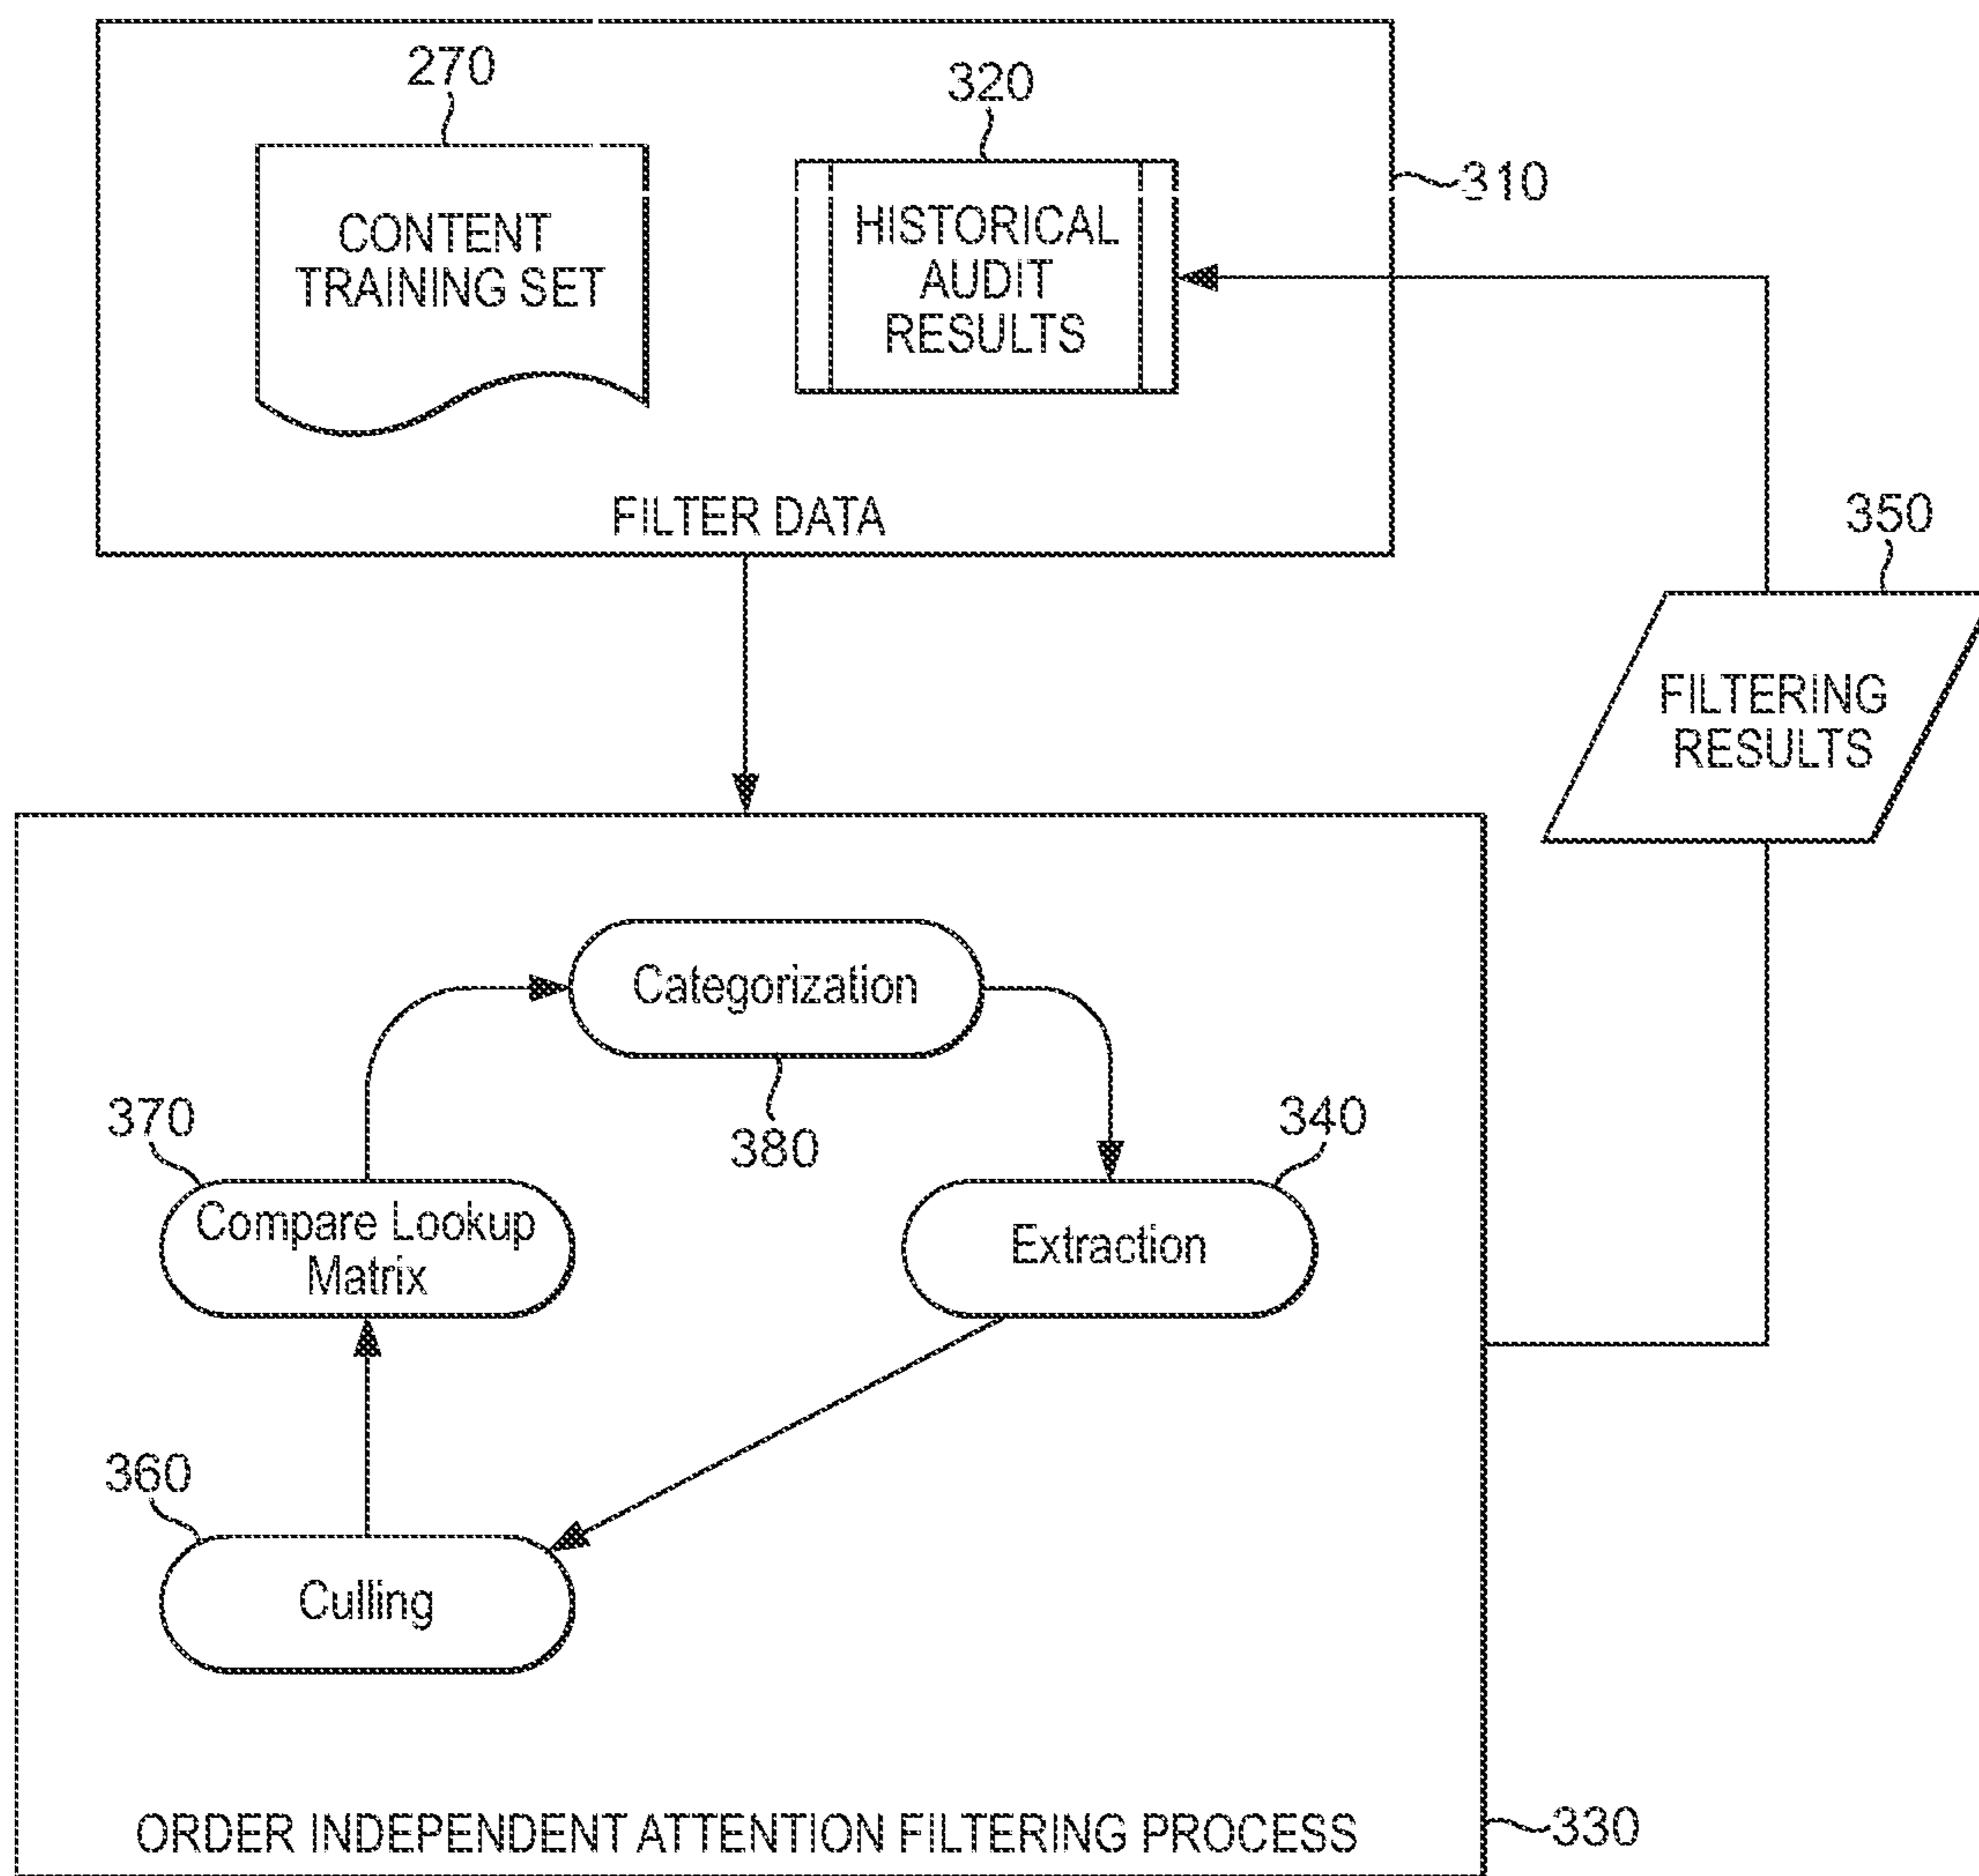 270
320
310
CONTENT
TRAINING SET
HISTORICAL
AUDIT
RESULTS
FILTER DATA
350
FILTERING
RESULTS
Categorization
380
370
340
Compare Lookup
Matrix
Extraction
360
Culling
ORDER INDEPENDENT ATTENTION FILTERING PROCESS
330